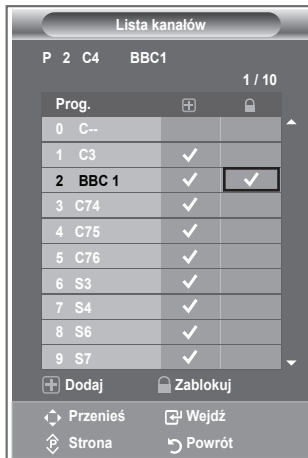 Lista kanałów
P 2 C4 BBC1
1 / 10
Prog.
0 C--
1 C3
2 BBC 1
3 C74
4 C75
5 C76
6 S3
7 S4
8 S6
9 S7
Dodaj Zablokuj
Przenieś Wejdź
Strona Powrót